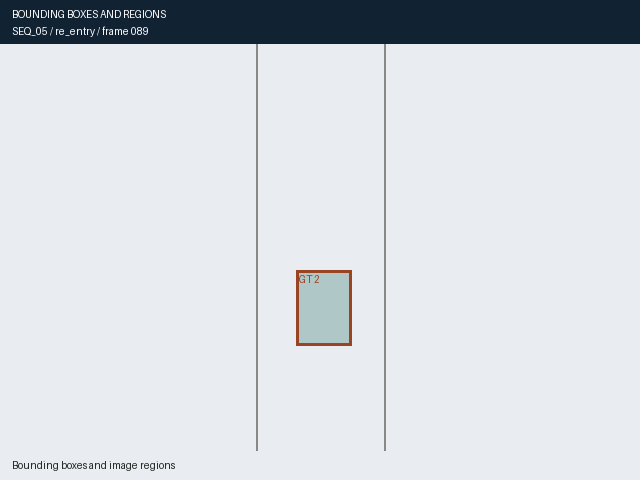 BOUNDING BOXES AND REGIONS
SEQ_05 / re_entry / frame 089
GT 2
Bounding boxes and image regions